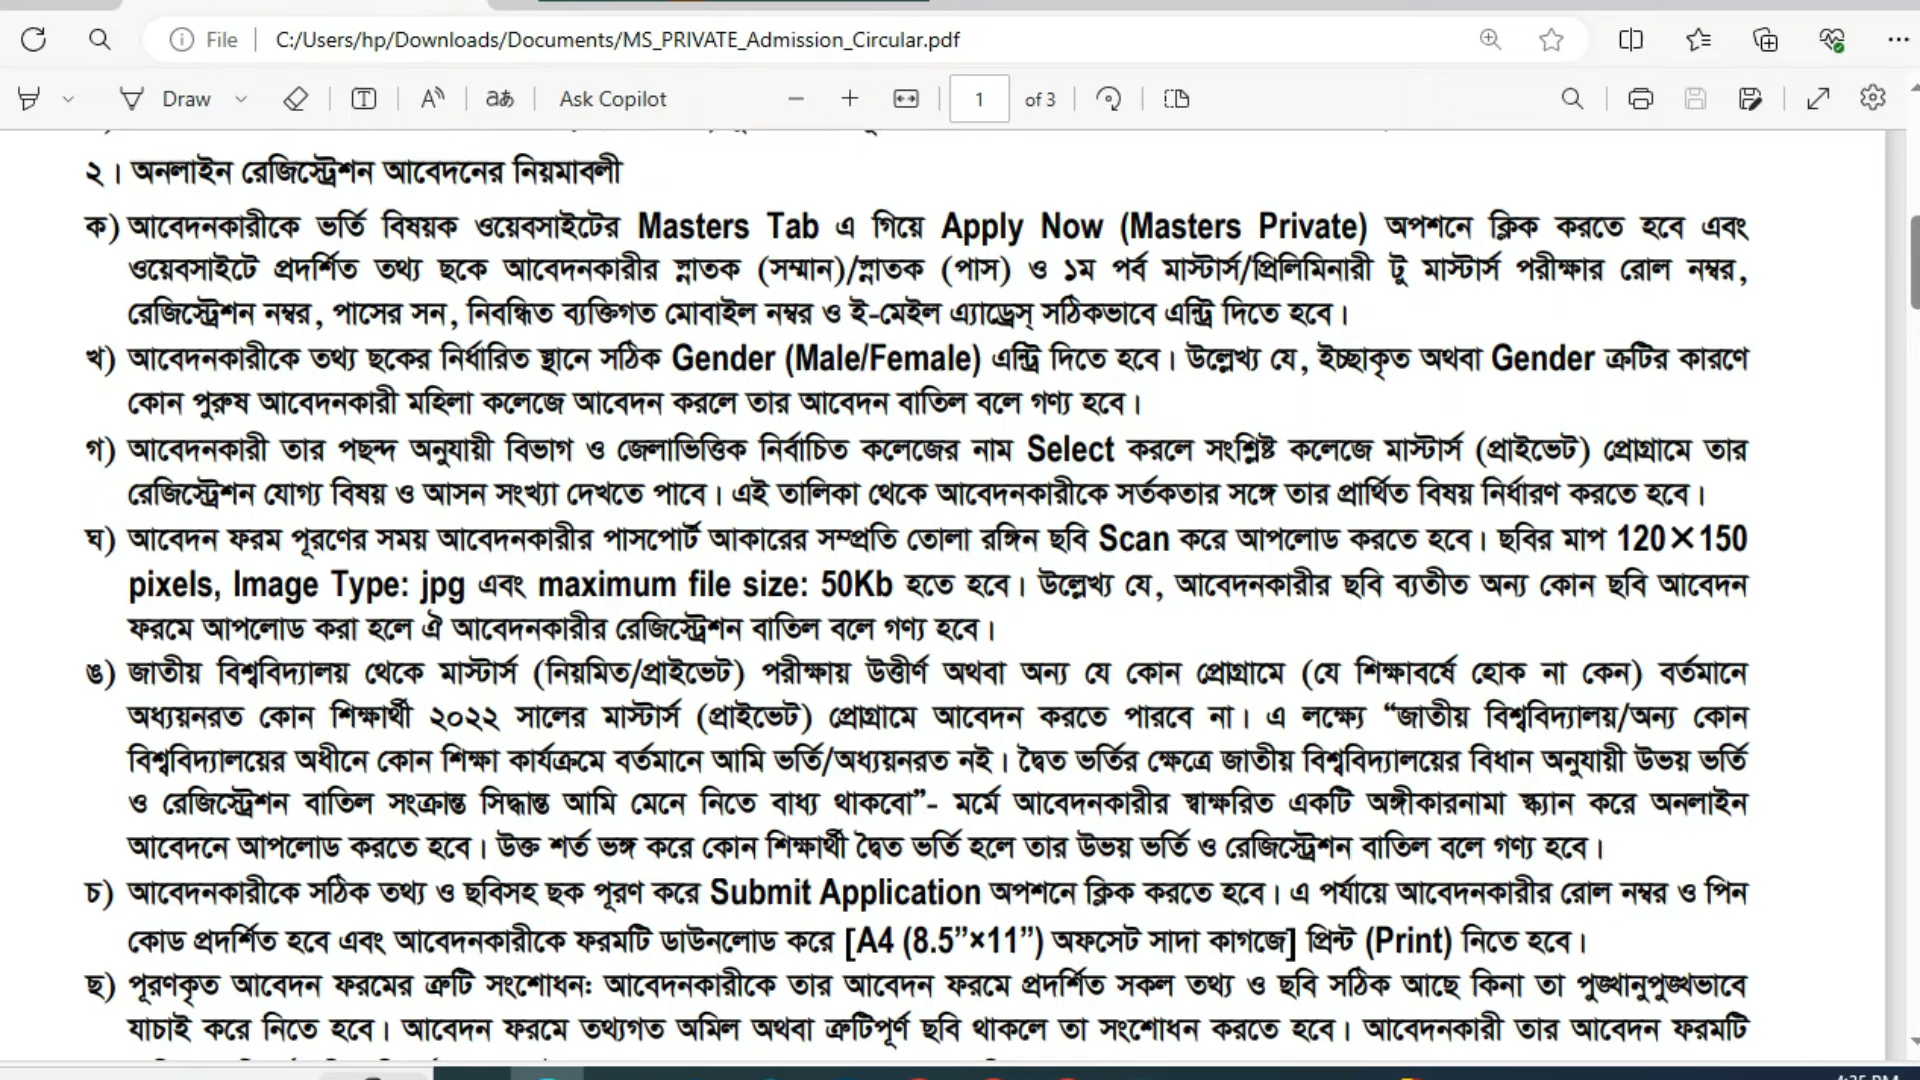 File
C:/Users/hp/Downloads/Documents/MS_PRIVATE_Admission_Circular.pdf
Draw
Ask Copilot
1 of 3
২। অনলাইন রেজিস্ট্রেশন আবেদনের নিয়মাবলী
ক) আবেদনকারীকে ভর্তি বিষয়ক ওয়েবসাইটের Masters Tab এ গিয়ে Apply Now (Masters Private) অপশনে ক্লিক করতে হবে এবং
ওয়েবসাইটে প্রদর্শিত তথ্য ছকে আবেদনকারীর স্নাতক (সম্মান)/স্নাতক (পাস) ও ১ম পর্ব মাস্টার্স/প্রিলিমিনারী টু মাস্টার্স পরীক্ষার রোল নম্বর,
রেজিস্ট্রেশন নম্বর, পাসের সন, নিবন্ধিত ব্যক্তিগত মোবাইল নম্বর ও ই-মেইল এ্যাড্রেস্ সঠিকভাবে এন্ট্রি দিতে হবে।
খ) আবেদনকারীকে তথ্য ছকের নির্ধারিত স্থানে সঠিক Gender (Male/Female) এন্ট্রি দিতে হবে। উল্লেখ্য যে, ইচ্ছাকৃত অথবা Gender ত্রুটির কারণে
কোন পুরুষ আবেদনকারী মহিলা কলেজে আবেদন করলে তার আবেদন বাতিল বলে গণ্য হবে।
গ) আবেদনকারী তার পছন্দ অনুযায়ী বিভাগ ও জেলাভিত্তিক নির্বাচিত কলেজের নাম Select করলে সংশ্লিষ্ট কলেজে মাস্টার্স (প্রাইভেট) প্রোগ্রামে তার
রেজিস্ট্রেশন যোগ্য বিষয় ও আসন সংখ্যা দেখতে পাবে। এই তালিকা থেকে আবেদনকারীকে সর্তকতার সঙ্গে তার প্রার্থিত বিষয় নির্ধারণ করতে হবে।
ঘ) আবেদন ফরম পূরণের সময় আবেদনকারীর পাসপোর্ট আকারের সম্প্রতি তোলা রঙ্গিন ছবি Scan করে আপলোড করতে হবে। ছবির মাপ 120×150
pixels, Image Type: jpg এবং maximum file size: 50Kb হতে হবে। উল্লেখ্য যে, আবেদনকারীর ছবি ব্যতীত অন্য কোন ছবি আবেদন
ফরমে আপলোড করা হলে ঐ আবেদনকারীর রেজিস্ট্রেশন বাতিল বলে গণ্য হবে।
ঙ) জাতীয় বিশ্ববিদ্যালয় থেকে মাস্টার্স (নিয়মিত/প্রাইভেট) পরীক্ষায় উত্তীর্ণ অথবা অন্য যে কোন প্রোগ্রামে (যে শিক্ষাবর্ষে হোক না কেন) বর্তমানে
অধ্যয়নরত কোন শিক্ষার্থী ২০২২ সালের মাস্টার্স (প্রাইভেট) প্রোগ্রামে আবেদন করতে পারবে না। এ লক্ষ্যে “জাতীয় বিশ্ববিদ্যালয়/অন্য কোন
বিশ্ববিদ্যালয়ের অধীনে কোন শিক্ষা কার্যক্রমে বর্তমানে আমি ভর্তি/অধ্যয়নরত নই। দ্বৈত ভর্তির ক্ষেত্রে জাতীয় বিশ্ববিদ্যালয়ের বিধান অনুযায়ী উভয় ভর্তি
ও রেজিস্ট্রেশন বাতিল সংক্রান্ত সিদ্ধান্ত আমি মেনে নিতে বাধ্য থাকবো”- মর্মে আবেদনকারীর স্বাক্ষরিত একটি অঙ্গীকারনামা স্ক্যান করে অনলাইন
আবেদনে আপলোড করতে হবে। উক্ত শর্ত ভঙ্গ করে কোন শিক্ষার্থী দ্বৈত ভর্তি হলে তার উভয় ভর্তি ও রেজিস্ট্রেশন বাতিল বলে গণ্য হবে।
চ) আবেদনকারীকে সঠিক তথ্য ও ছবিসহ ছক পূরণ করে Submit Application অপশনে ক্লিক করতে হবে। এ পর্যায়ে আবেদনকারীর রোল নম্বর ও পিন
কোড প্রদর্শিত হবে এবং আবেদনকারীকে ফরমটি ডাউনলোড করে [A4 (8.5”×11”) অফসেট সাদা কাগজে] প্রিন্ট (Print) নিতে হবে।
ছ) পূরণকৃত আবেদন ফরমের ত্রুটি সংশোধন: আবেদনকারীকে তার আবেদন ফরমে প্রদর্শিত সকল তথ্য ও ছবি সঠিক আছে কিনা তা পুঙ্খানুপুঙ্খভাবে
যাচাই করে নিতে হবে। আবেদন ফরমে তথ্যগত অমিল অথবা ত্রুটিপূর্ণ ছবি থাকলে তা সংশোধন করতে হবে। আবেদনকারী তার আবেদন ফরমটি